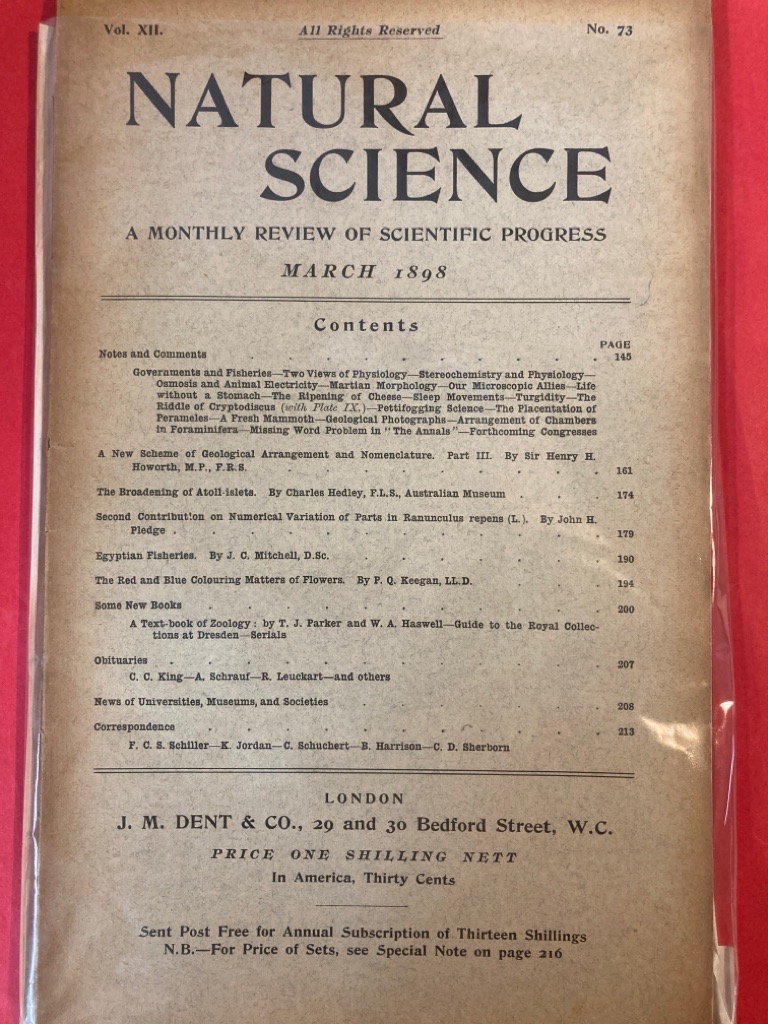 Vol. XII. All Rights Reserved No. 73
NATURAL
SCIENCE
A MONTHLY REVIEW OF SCIENTIFIC PROGRESS
MARCH 1898
Contents
PAGE
Notes and Comments . . . . . . . . . . 145
Governments and Fisheries—Two Views of Physiology—Stereochemistry and Physiology—
Osmosis and Animal Electricity—Martian Morphology—Our Microscopic Allies—Life
without a Stomach—The Ripening of Cheese—Sleep Movements—Turgidity—The
Riddle of Cryptodiscus (with Plate IX.)—Pettifogging Science—The Placentation of
Perameles—A Fresh Mammoth—Geological Photographs—Arrangement of Chambers
in Foraminifera—Missing Word Problem in "The Annals"—Forthcoming Congresses
A New Scheme of Geological Arrangement and Nomenclature. Part III. By Sir Henry H.
Howorth, M.P., F.R.S. . . . . . . . . . 161
The Broadening of Atoll-islets. By Charles Hedley, F.L.S., Australian Museum . . . 174
Second Contribution on Numerical Variation of Parts in Ranunculus repens (L.). By John H.
Pledge . . . . . . . . . . . . 179
Egyptian Fisheries. By J. C. Mitchell, D.Sc. . . . . . . . 190
The Red and Blue Colouring Matters of Flowers. By P. Q. Keegan, LL.D. . . . . 194
Some New Books . . . . . . . . . . . 200
A Text-book of Zoology: by T. J. Parker and W. A. Haswell—Guide to the Royal Collec-
tions at Dresden—Serials
Obituaries . . . . . . . . . . . . 207
C. C. King—A. Schrauf—R. Leuckart—and others
News of Universities, Museums, and Societies . . . . . . . . 208
Correspondence . . . . . . . . . . . 213
F. C. S. Schiller—K. Jordan—C. Schuchert—B. Harrison—C. D. Sherborn
LONDON
J. M. DENT & CO., 29 and 30 Bedford Street, W.C.
PRICE ONE SHILLING NETT
In America, Thirty Cents
Sent Post Free for Annual Subscription of Thirteen Shillings
N.B.—For Price of Sets, see Special Note on page 216